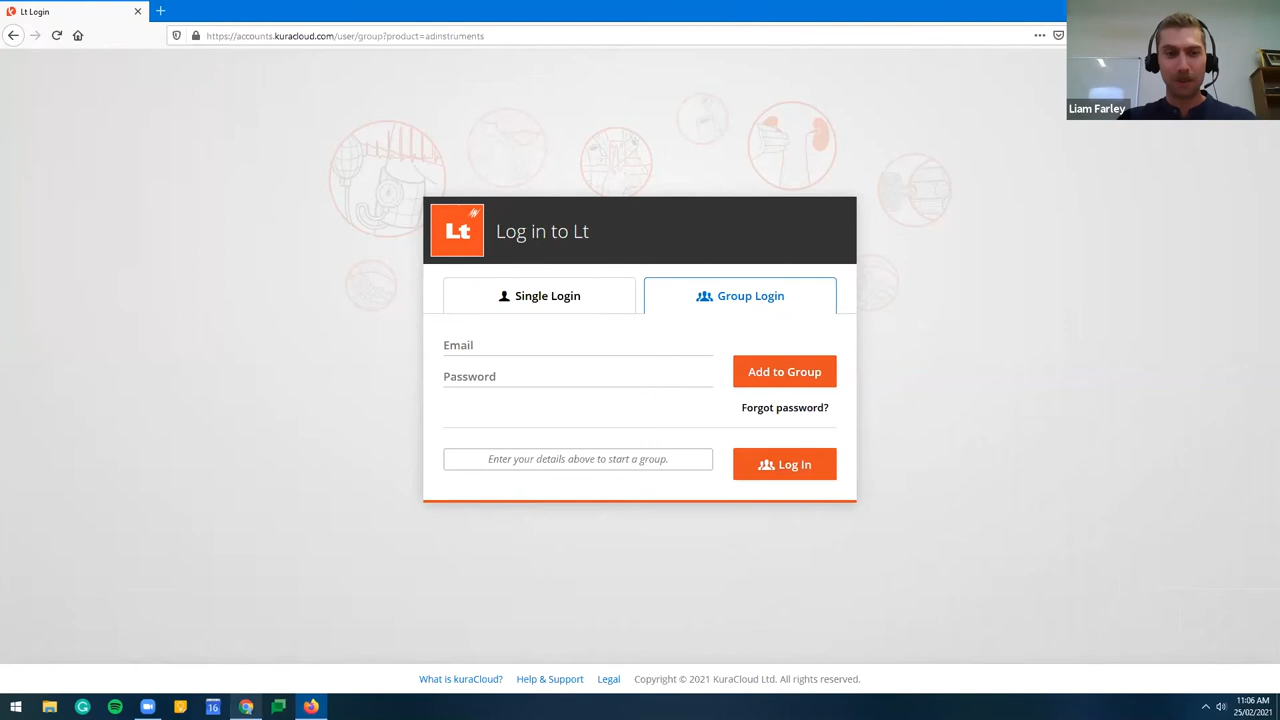 Lt Login
https://accounts.kuracloud.com/user/group?product=adinstruments
Liam Farley
Lt
Log in to Lt
Single Login
Group Login
Email
Password
Add to Group
Forgot password?
Enter your details above to start a group.
Log In
What is kuraCloud? Help & Support Legal Copyright © 2021 KuraCloud Ltd. All rights reserved.
16
11:06 AM
25/02/2021